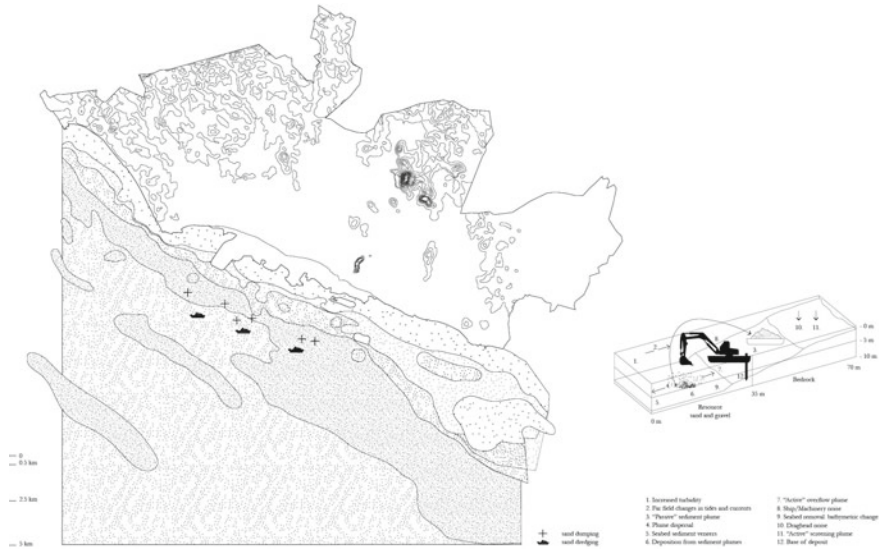 10 11
0 m
5 m
10 m
70 m
Bedrock
35 m
Resource
sand and gravel
0 m
0
0.5 km
2.5 km
5 km
sand dumping
sand dredging
1. Increased turbidity
2. Far field changes in tides and currents
3. "Passive" sediment plume
4. Plume dispersal
5. Seabed sediment veneers
6. Deposition from sediment plumes
7. "Active" overflow plume
8. Ship/Machinery noise
9. Seabed removal: bathymetric change
10. Draghead noise
11. "Active" screening plume
12. Base of deposit